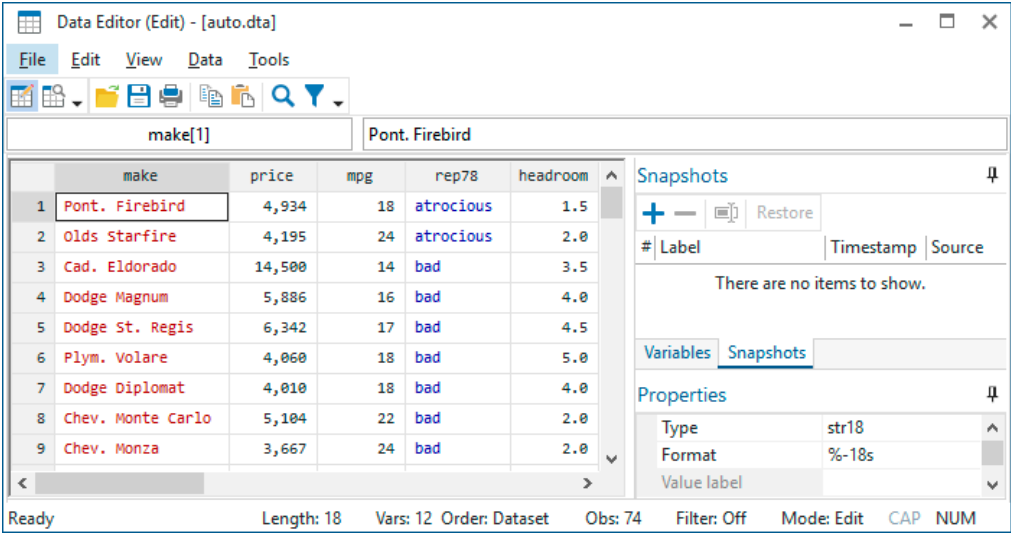 Data Editor (Edit) - [auto.dta]
File Edit View Data Tools
make[1] Pont. Firebird
make price mpg rep78 headroom
1 Pont. Firebird 4,934 18 atrocious 1.5
2 Olds Starfire 4,195 24 atrocious 2.0
3 Cad. Eldorado 14,500 14 bad 3.5
4 Dodge Magnum 5,886 16 bad 4.0
5 Dodge St. Regis 6,342 17 bad 4.5
6 Plym. Volare 4,060 18 bad 5.0
7 Dodge Diplomat 4,010 18 bad 4.0
8 Chev. Monte Carlo 5,104 22 bad 2.0
9 Chev. Monza 3,667 24 bad 2.0
Snapshots
Restore
# Label Timestamp Source
There are no items to show.
Variables Snapshots
Properties
Type str18
Format %-18s
Value label
Ready Length: 18 Vars: 12 Order: Dataset Obs: 74 Filter: Off Mode: Edit CAP NUM